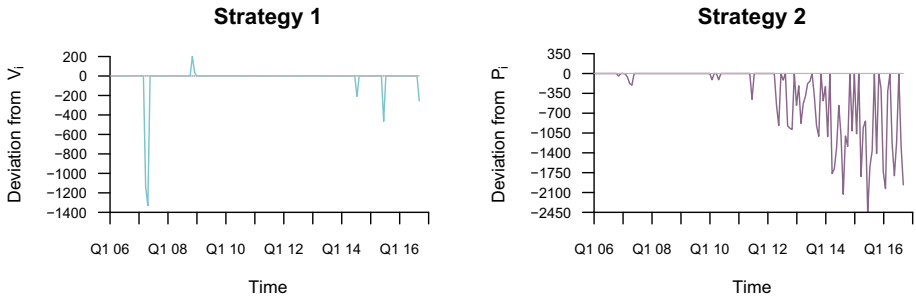 Strategy 1
Deviation from Vi
200
0
−200
−400
−600
−800
−1000
−1200
−1400
Q1 06
Q1 08
Q1 10
Q1 12
Q1 14
Q1 16
Time
Strategy 2
Deviation from Pi
350
0
−350
−700
−1050
−1400
−1750
−2100
−2450
Q1 06
Q1 08
Q1 10
Q1 12
Q1 14
Q1 16
Time